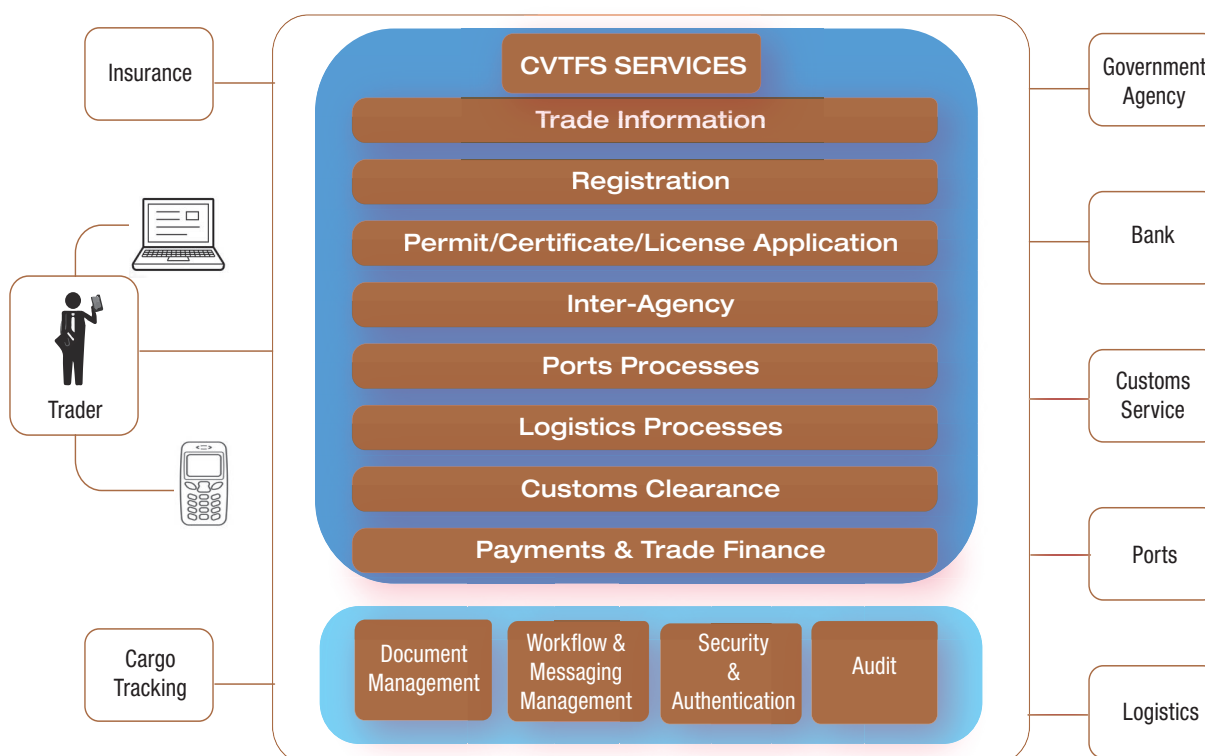 Insurance
Trader
Cargo
Tracking
CVTFS SERVICES
Trade Information
Registration
Permit/Certificate/License Application
Inter-Agency
Ports Processes
Logistics Processes
Customs Clearance
Payments & Trade Finance
Document
Management
Workflow &
Messaging
Management
Security
&
Authentication
Audit
Government
Agency
Bank
Customs
Service
Ports
Logistics